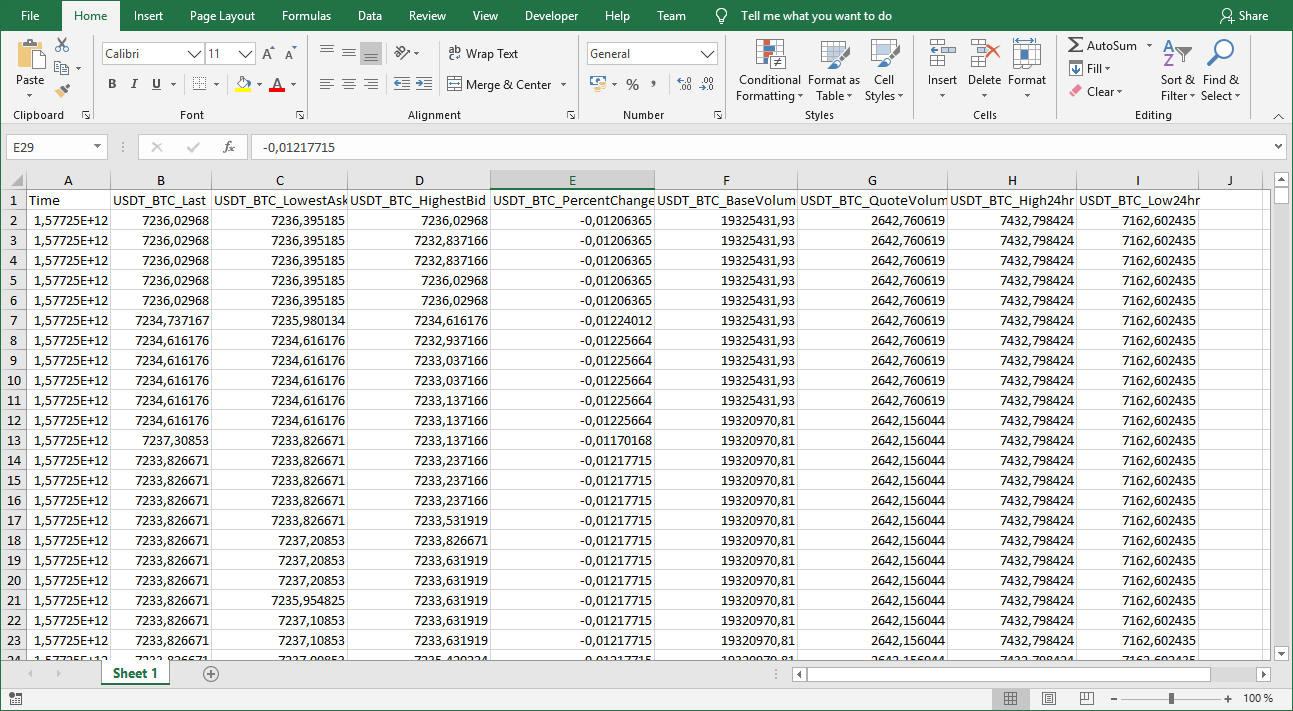 File Home Insert Page Layout Formulas Data Review View Developer Help Team Tell me what you want to do Share
Paste Calibri 11 A A Wrap Text General Conditional Formatting Format as Table Cell Styles Insert Delete Format AutoSum Fill Clear Sort & Filter Find & Select
B I U A Merge & Center % , ,00 ,0
Clipboard Font Alignment Number Styles Cells Editing
E29 fx -0,01217715
A B C D E F G H I J
1 Time USDT_BTC_Last USDT_BTC_LowestAsk USDT_BTC_HighestBid USDT_BTC_PercentChange USDT_BTC_BaseVolum USDT_BTC_QuoteVolum USDT_BTC_High24hr USDT_BTC_Low24hr
2 1,57725E+12 7236,02968 7236,395185 7236,02968 -0,01206365 19325431,93 2642,760619 7432,798424 7162,602435
3 1,57725E+12 7236,02968 7236,395185 7232,837166 -0,01206365 19325431,93 2642,760619 7432,798424 7162,602435
4 1,57725E+12 7236,02968 7236,395185 7232,837166 -0,01206365 19325431,93 2642,760619 7432,798424 7162,602435
5 1,57725E+12 7236,02968 7236,395185 7236,02968 -0,01206365 19325431,93 2642,760619 7432,798424 7162,602435
6 1,57725E+12 7236,02968 7236,395185 7236,02968 -0,01206365 19325431,93 2642,760619 7432,798424 7162,602435
7 1,57725E+12 7234,737167 7235,980134 7234,616176 -0,01224012 19325431,93 2642,760619 7432,798424 7162,602435
8 1,57725E+12 7234,616176 7234,616176 7232,937166 -0,01225664 19325431,93 2642,760619 7432,798424 7162,602435
9 1,57725E+12 7234,616176 7234,616176 7233,037166 -0,01225664 19325431,93 2642,760619 7432,798424 7162,602435
10 1,57725E+12 7234,616176 7234,616176 7233,037166 -0,01225664 19325431,93 2642,760619 7432,798424 7162,602435
11 1,57725E+12 7234,616176 7234,616176 7233,137166 -0,01225664 19325431,93 2642,760619 7432,798424 7162,602435
12 1,57725E+12 7234,616176 7234,616176 7233,137166 -0,01225664 19320970,81 2642,156044 7432,798424 7162,602435
13 1,57725E+12 7237,30853 7233,826671 7233,137166 -0,01170168 19320970,81 2642,156044 7432,798424 7162,602435
14 1,57725E+12 7233,826671 7233,826671 7233,237166 -0,01217715 19320970,81 2642,156044 7432,798424 7162,602435
15 1,57725E+12 7233,826671 7233,826671 7233,237166 -0,01217715 19320970,81 2642,156044 7432,798424 7162,602435
16 1,57725E+12 7233,826671 7233,826671 7233,237166 -0,01217715 19320970,81 2642,156044 7432,798424 7162,602435
17 1,57725E+12 7233,826671 7233,826671 7233,531919 -0,01217715 19320970,81 2642,156044 7432,798424 7162,602435
18 1,57725E+12 7233,826671 7237,20853 7233,826671 -0,01217715 19320970,81 2642,156044 7432,798424 7162,602435
19 1,57725E+12 7233,826671 7237,20853 7233,631919 -0,01217715 19320970,81 2642,156044 7432,798424 7162,602435
20 1,57725E+12 7233,826671 7237,20853 7233,631919 -0,01217715 19320970,81 2642,156044 7432,798424 7162,602435
21 1,57725E+12 7233,826671 7235,954825 7233,631919 -0,01217715 19320970,81 2642,156044 7432,798424 7162,602435
22 1,57725E+12 7233,826671 7237,10853 7233,631919 -0,01217715 19320970,81 2642,156044 7432,798424 7162,602435
23 1,57725E+12 7233,826671 7237,10853 7233,631919 -0,01217715 19320970,81 2642,156044 7432,798424 7162,602435
Sheet 1
100 %